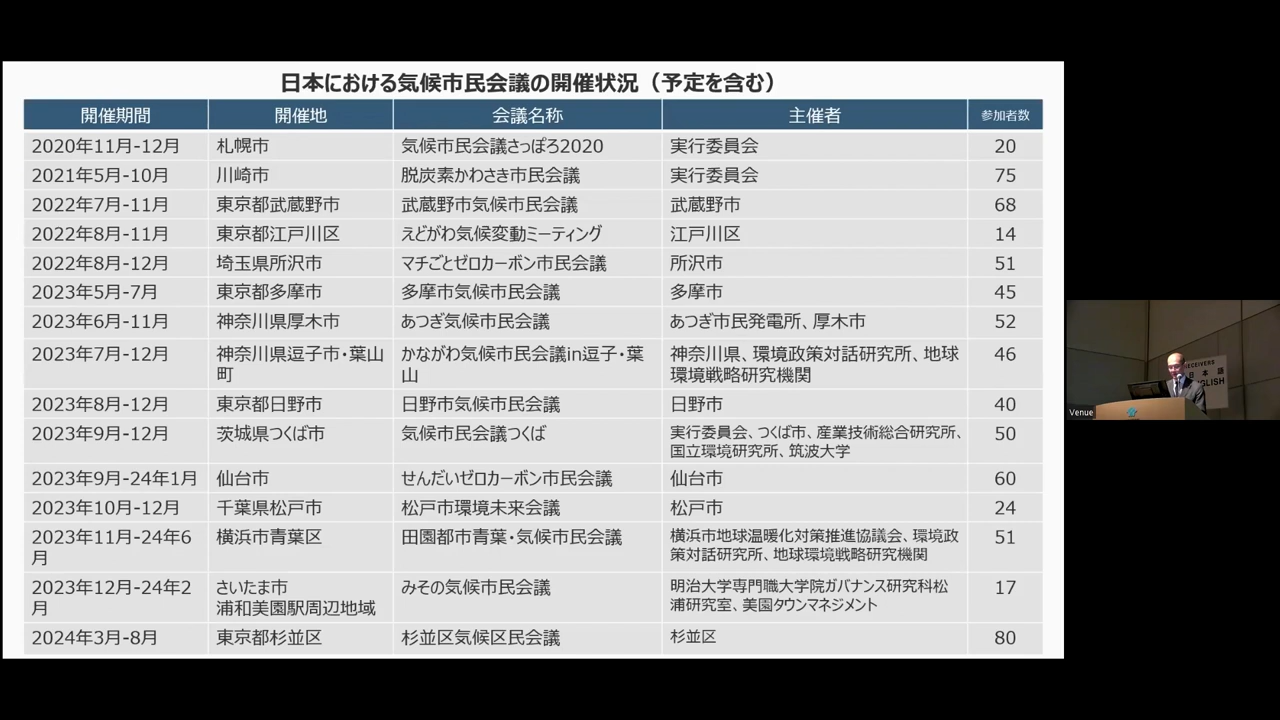 日本における気候市民会議の開催状況（予定を含む）
開催期間 開催地 会議名称 主催者 参加者数
2020年11月-12月 札幌市 気候市民会議さっぽろ2020 実行委員会 20
2021年5月-10月 川崎市 脱炭素かわさき市民会議 実行委員会 75
2022年7月-11月 東京都武蔵野市 武蔵野市気候市民会議 武蔵野市 68
2022年8月-11月 東京都江戸川区 えどがわ気候変動ミーティング 江戸川区 14
2022年8月-12月 埼玉県所沢市 マチごとゼロカーボン市民会議 所沢市 51
2023年5月-7月 東京都多摩市 多摩市気候市民会議 多摩市 45
2023年6月-11月 神奈川県厚木市 あつぎ気候市民会議 あつぎ市民発電所、厚木市 52
2023年7月-12月 神奈川県逗子市・葉山 かながわ気候市民会議in逗子・葉 神奈川県、環境政策対話研究所、地球 46
町 山 環境戦略研究機関
2023年8月-12月 東京都日野市 日野市気候市民会議 日野市 40
2023年9月-12月 茨城県つくば市 気候市民会議つくば 実行委員会、つくば市、産業技術総合研究所、 50
国立環境研究所、筑波大学
2023年9月-24年1月 仙台市 せんだいゼロカーボン市民会議 仙台市 60
2023年10月-12月 千葉県松戸市 松戸市環境未来会議 松戸市 24
2023年11月-24年6 横浜市青葉区 田園都市青葉・気候市民会議 横浜市地球温暖化対策推進協議会、環境政 51
月 策対話研究所、地球環境戦略研究機関
2023年12月-24年2 さいたま市 みその気候市民会議 明治大学専門職大学院ガバナンス研究科松 17
月 浦和美園駅周辺地域 浦研究室、美園タウンマネジメント
2024年3月-8月 東京都杉並区 杉並区気候区民会議 杉並区 80
RECEIVERS
日本語
ENGLISH
Venue